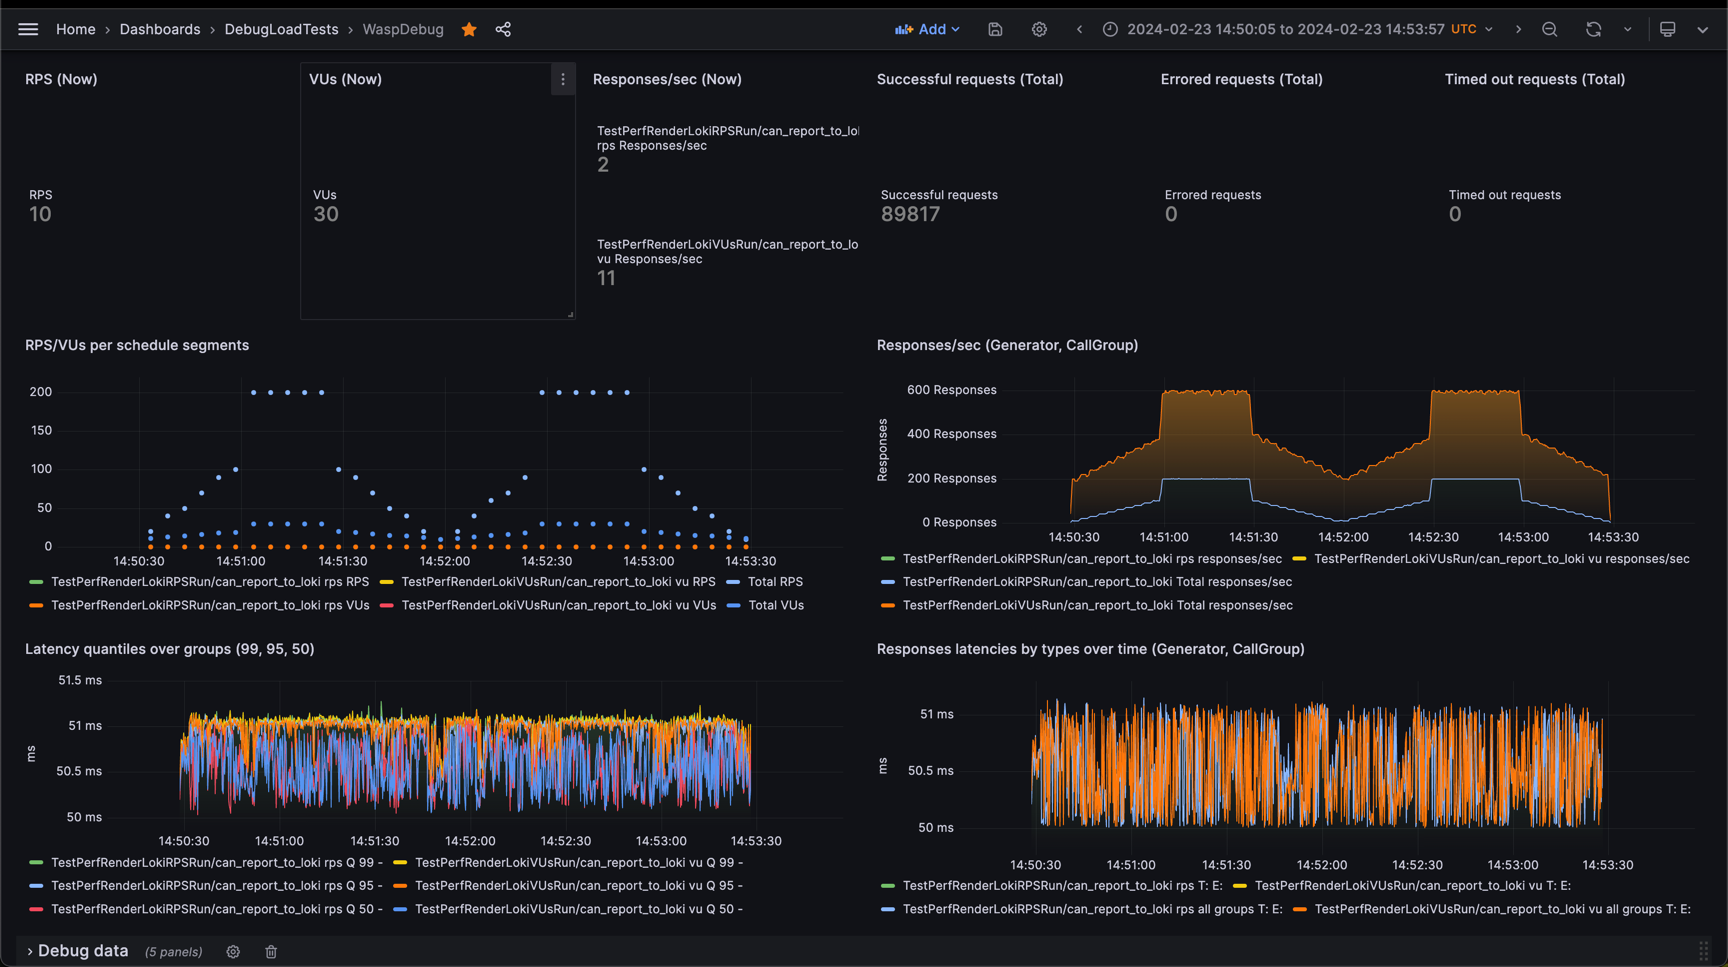 Home › Dashboards › DebugLoadTests › WaspDebug
Add
2024-02-23 14:50:05 to 2024-02-23 14:53:57 UTC
RPS (Now)
RPS
10
VUs (Now)
VUs
30
Responses/sec (Now)
TestPerfRenderLokiRPSRun/can_report_to_lo
rps Responses/sec
2
TestPerfRenderLokiVUsRun/can_report_to_lo
vu Responses/sec
11
Successful requests (Total)
Successful requests
89817
Errored requests (Total)
Errored requests
0
Timed out requests (Total)
Timed out requests
0
RPS/VUs per schedule segments
200
150
100
50
0
14:50:30 14:51:00 14:51:30 14:52:00 14:52:30 14:53:00 14:53:30
TestPerfRenderLokiRPSRun/can_report_to_loki rps RPS TestPerfRenderLokiVUsRun/can_report_to_loki vu RPS Total RPS
TestPerfRenderLokiRPSRun/can_report_to_loki rps VUs TestPerfRenderLokiVUsRun/can_report_to_loki vu VUs Total VUs
Responses/sec (Generator, CallGroup)
Responses
600 Responses
400 Responses
200 Responses
0 Responses
14:50:30 14:51:00 14:51:30 14:52:00 14:52:30 14:53:00 14:53:30
TestPerfRenderLokiRPSRun/can_report_to_loki rps responses/sec TestPerfRenderLokiVUsRun/can_report_to_loki vu responses/sec
TestPerfRenderLokiRPSRun/can_report_to_loki Total responses/sec
TestPerfRenderLokiVUsRun/can_report_to_loki Total responses/sec
Latency quantiles over groups (99, 95, 50)
ms
51.5 ms
51 ms
50.5 ms
50 ms
14:50:30 14:51:00 14:51:30 14:52:00 14:52:30 14:53:00 14:53:30
TestPerfRenderLokiRPSRun/can_report_to_loki rps Q 99 - TestPerfRenderLokiVUsRun/can_report_to_loki vu Q 99 -
TestPerfRenderLokiRPSRun/can_report_to_loki rps Q 95 - TestPerfRenderLokiVUsRun/can_report_to_loki vu Q 95 -
TestPerfRenderLokiRPSRun/can_report_to_loki rps Q 50 - TestPerfRenderLokiVUsRun/can_report_to_loki vu Q 50 -
Responses latencies by types over time (Generator, CallGroup)
ms
51 ms
50.5 ms
50 ms
14:50:30 14:51:00 14:51:30 14:52:00 14:52:30 14:53:00 14:53:30
TestPerfRenderLokiRPSRun/can_report_to_loki rps T: E: TestPerfRenderLokiVUsRun/can_report_to_loki vu T: E:
TestPerfRenderLokiRPSRun/can_report_to_loki rps all groups T: E: TestPerfRenderLokiVUsRun/can_report_to_loki vu all groups T: E:
› Debug data (5 panels)